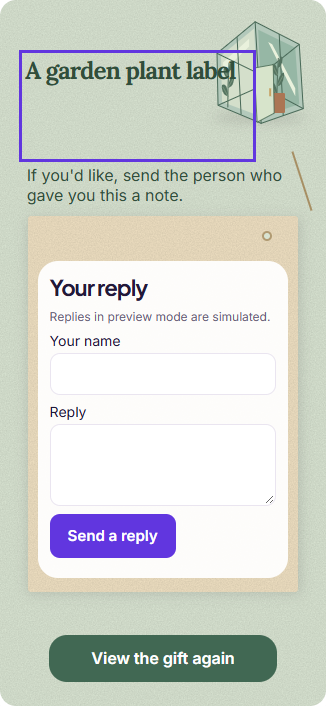 A garden plant label
If you'd like, send the person who
gave you this a note.
Your reply
Replies in preview mode are simulated.
Your name
Reply
Send a reply
View the gift again